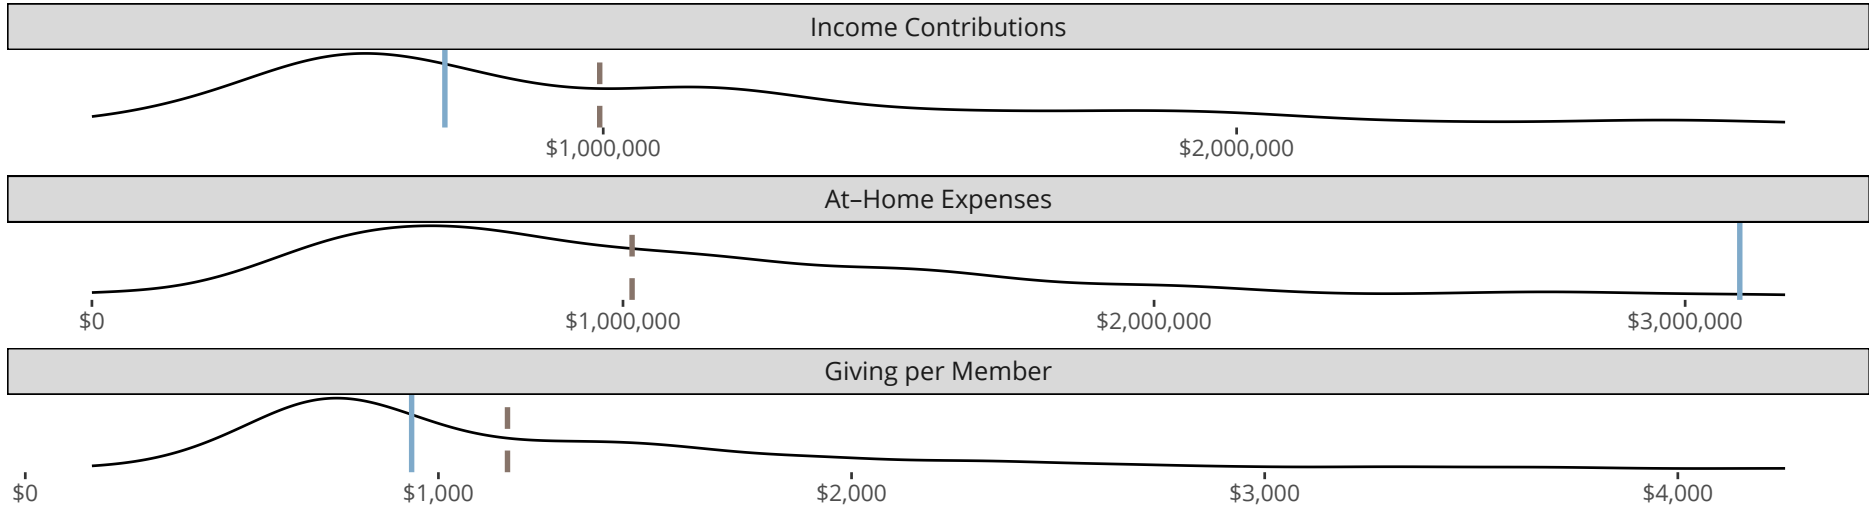 Income Contributions
$1,000,000 $2,000,000
At–Home Expenses
$0 $1,000,000 $2,000,000 $3,000,000
Giving per Member
$0 $1,000 $2,000 $3,000 $4,000